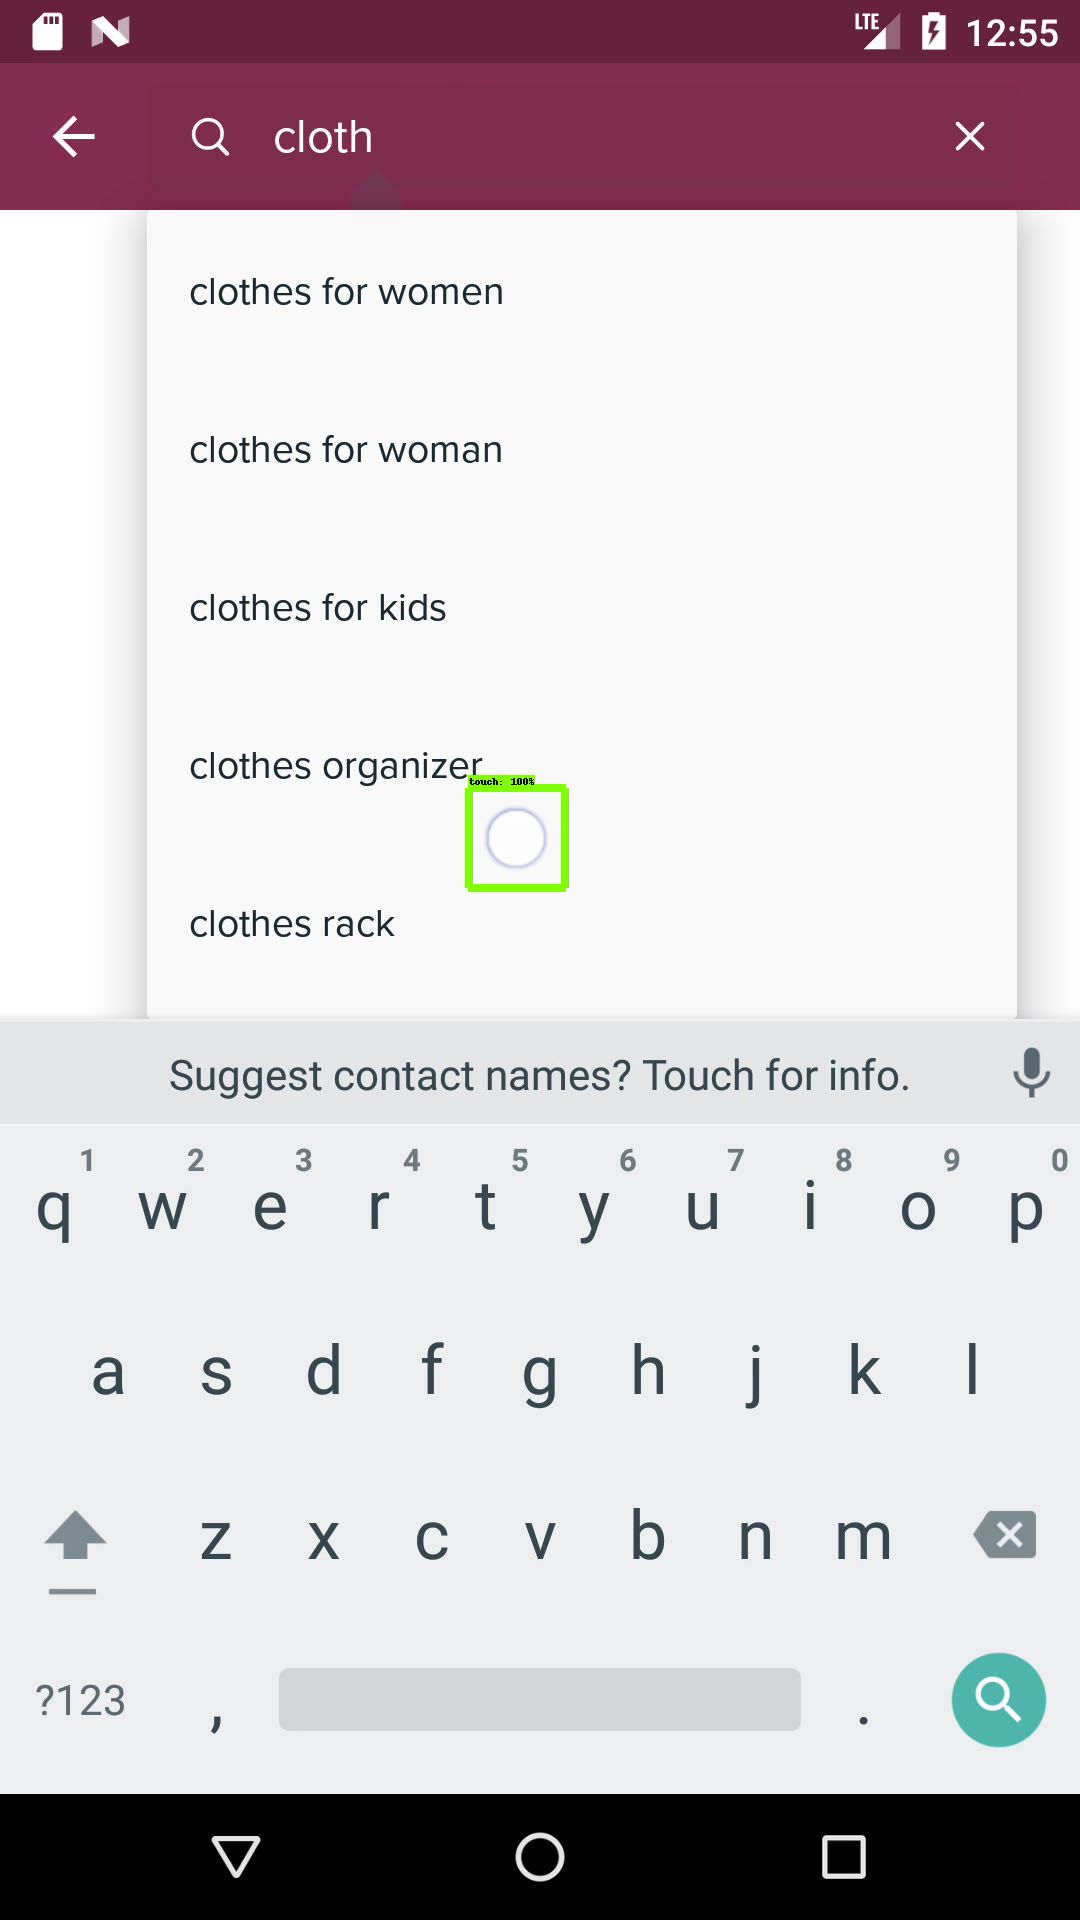 LTE 12:55
cloth
clothes for women
clothes for woman
clothes for kids
clothes organizer
touch: 100%
clothes rack
Suggest contact names? Touch for info.
1 2 3 4 5 6 7 8 9 0
q w e r t y u i o p
a s d f g h j k l
z x c v b n m
?123 , .